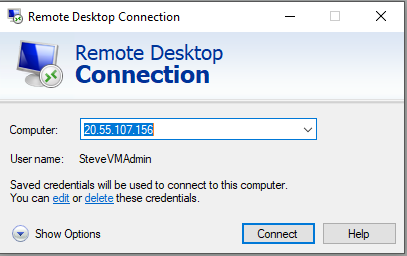 Remote Desktop Connection
Remote Desktop
Connection
Computer: 20.55.107.156
User name: SteveVMAdmin
Saved credentials will be used to connect to this computer.
You can edit or delete these credentials.
Show Options Connect Help